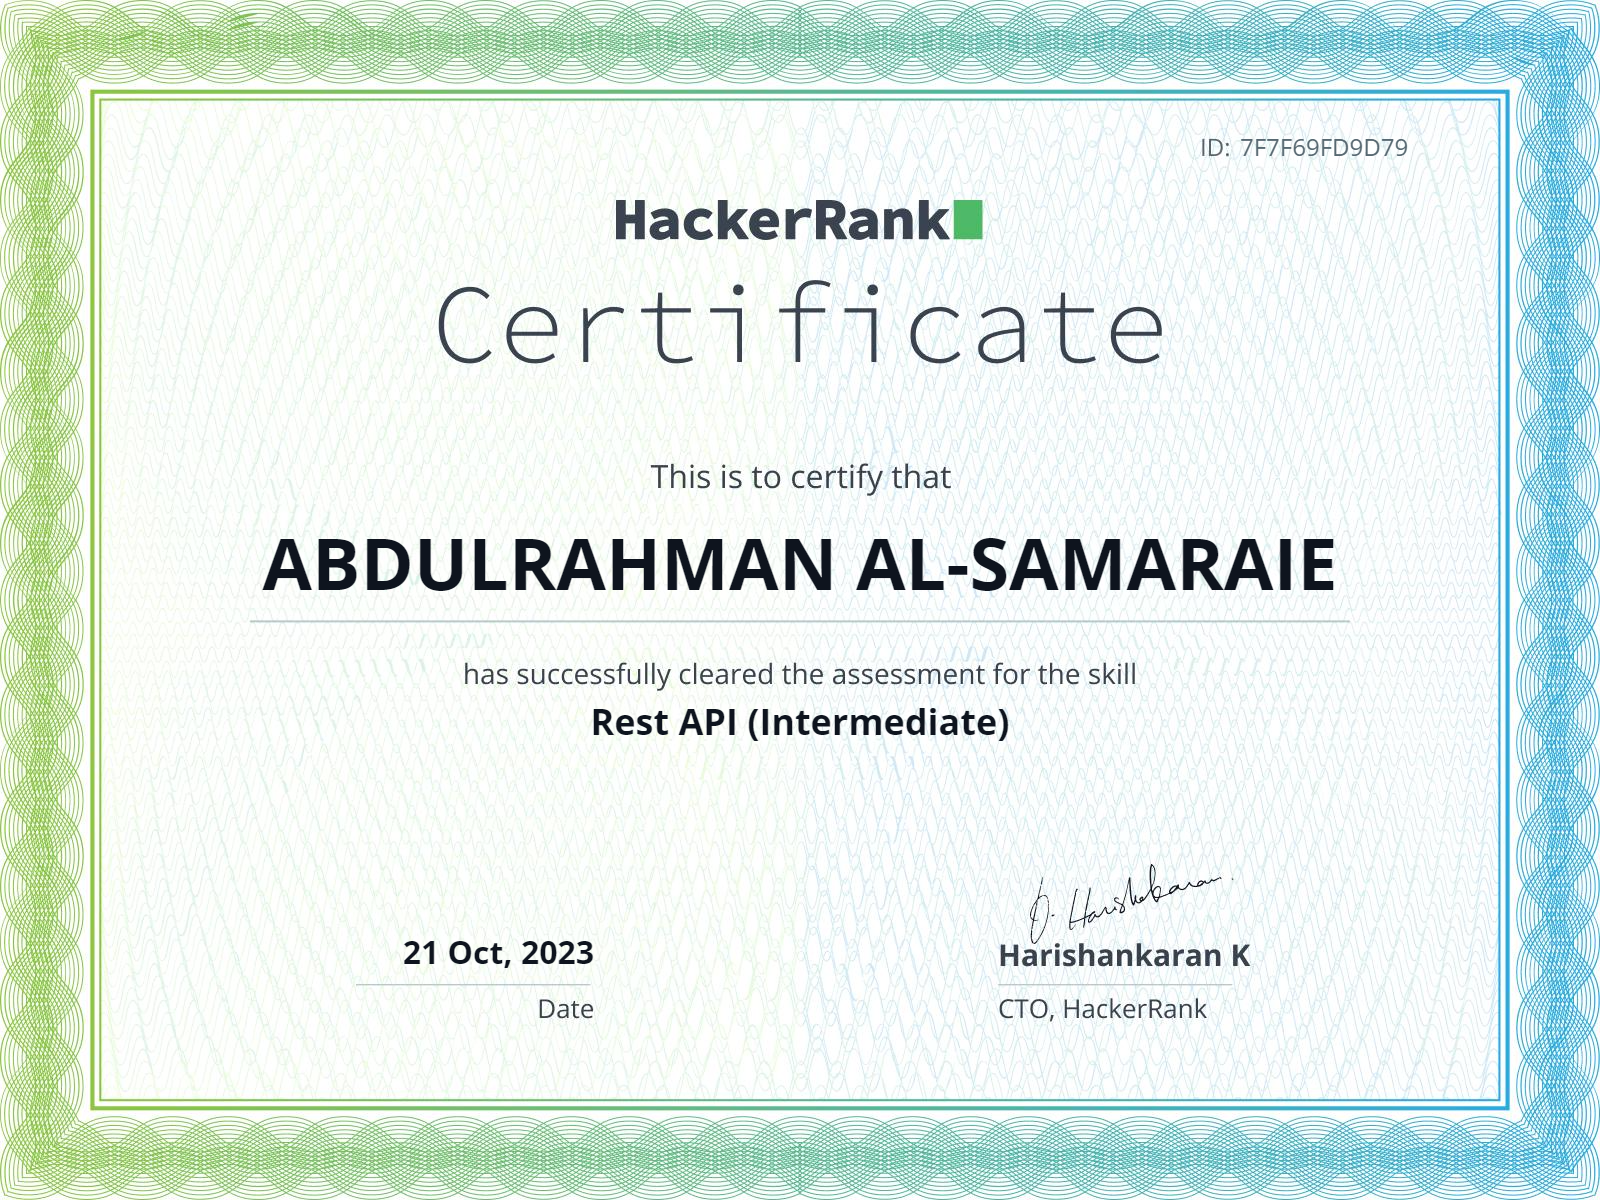 ID: 7F7F69FD9D79
HackerRank
Certificate
This is to certify that
ABDULRAHMAN AL-SAMARAIE
has successfully cleared the assessment for the skill
Rest API (Intermediate)
21 Oct, 2023
Date
Harishankaran K
CTO, HackerRank